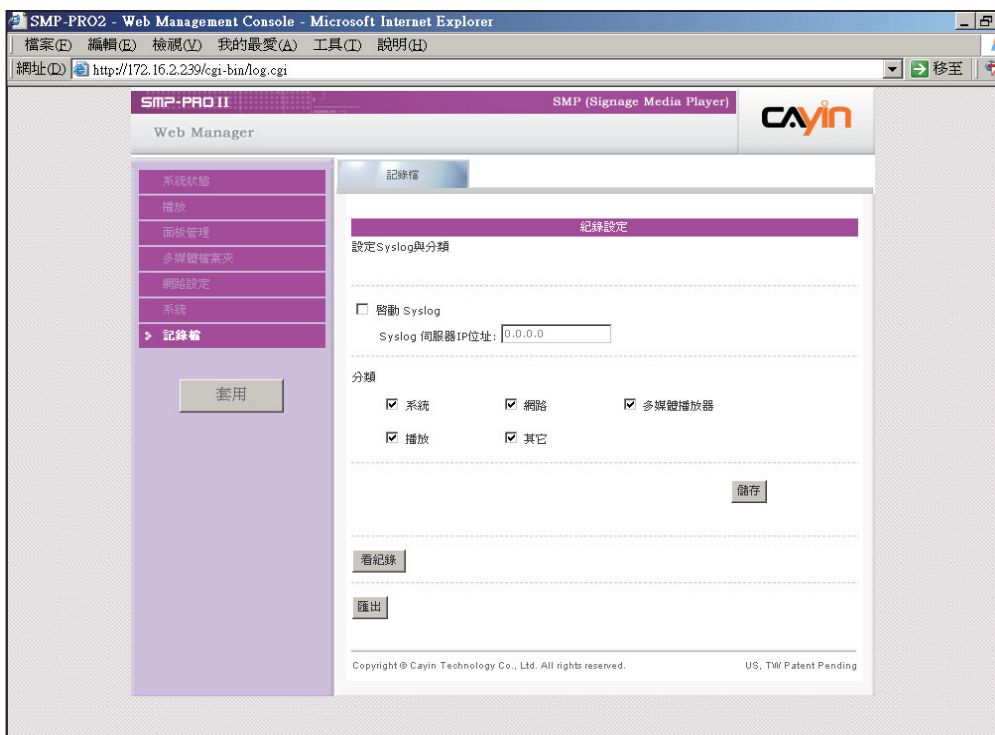 SMP-PRO2 - Web Management Console - Microsoft Internet Explorer
檔案(F) 編輯(E) 檢視(V) 我的最愛(A) 工具(T) 說明(H)
網址(D) http://172.16.2.239/cgi-bin/log.cgi 移至
SMP-PRO II SMP (Signage Media Player)
CAYIN
Web Manager
系統狀態
播放
面板管理
多媒體檔案夾
網路設定
系統
記錄檔
套用
記錄檔
紀錄設定
設定Syslog與分類
啓動 Syslog
Syslog 伺服器IP位址: 0.0.0.0
分類
系統 網路 多媒體播放器
播放 其它
儲存
看紀錄
匯出
Copyright © Cayin Technology Co., Ltd. All rights reserved. US, TW Patent Pending